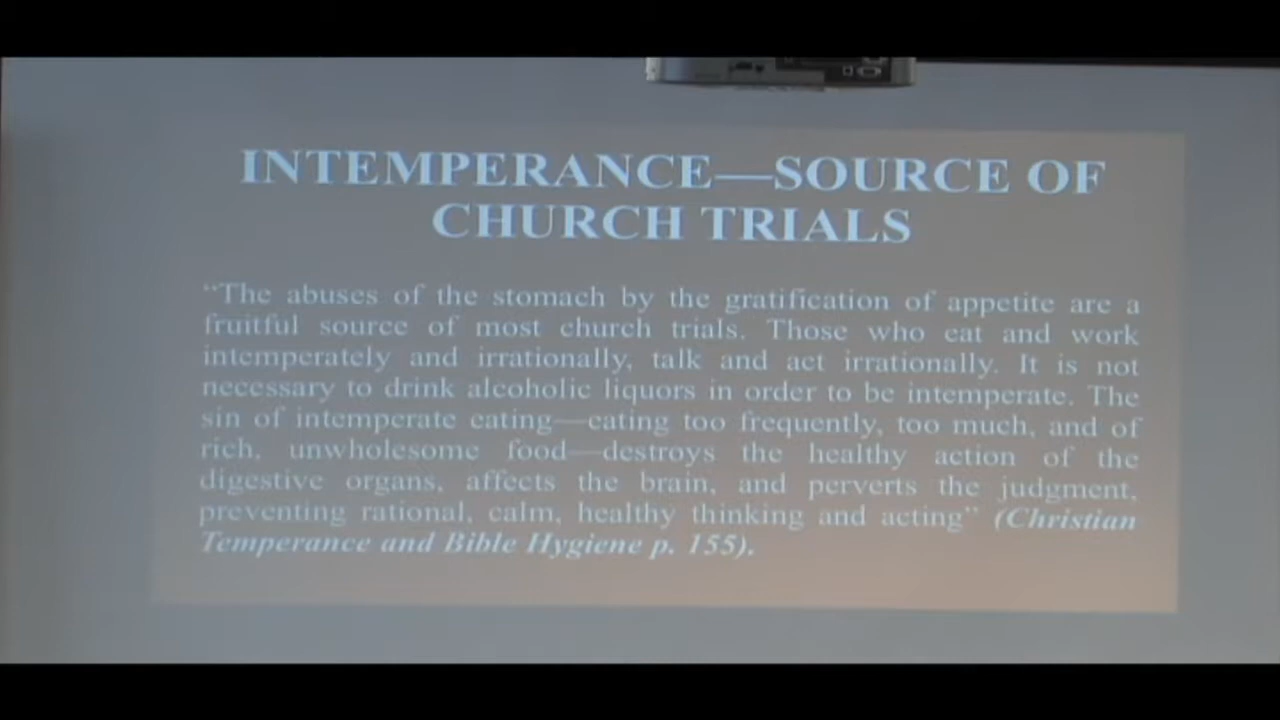 INTEMPERANCE—SOURCE OF
CHURCH TRIALS
“The abuses of the stomach by the gratification of appetite are a
fruitful source of most church trials. Those who eat and work
intemperately and irrationally, talk and act irrationally. It is not
necessary to drink alcoholic liquors in order to be intemperate. The
sin of intemperate eating—eating too frequently, too much, and of
rich, unwholesome food—destroys the healthy action of the
digestive organs, affects the brain, and perverts the judgment,
preventing rational, calm, healthy thinking and acting” (Christian
Temperance and Bible Hygiene p. 155).